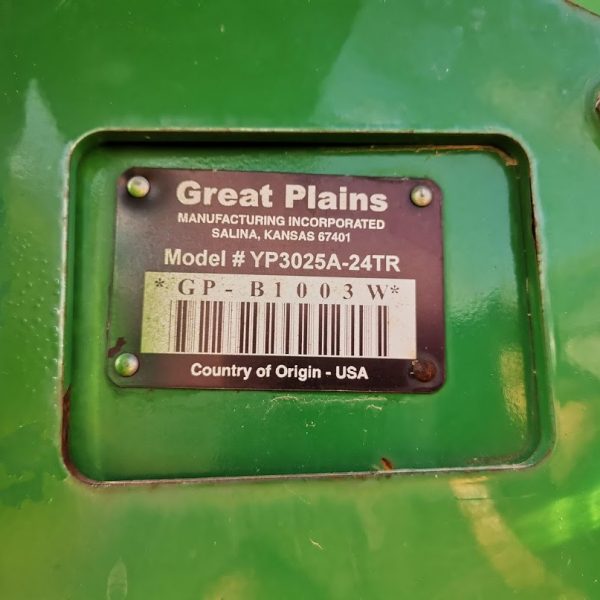 Great Plains
MANUFACTURING INCORPORATED
SALINA, KANSAS 67401
Model # YP3025A-24TR
*GP-B1003W*
Country of Origin - USA